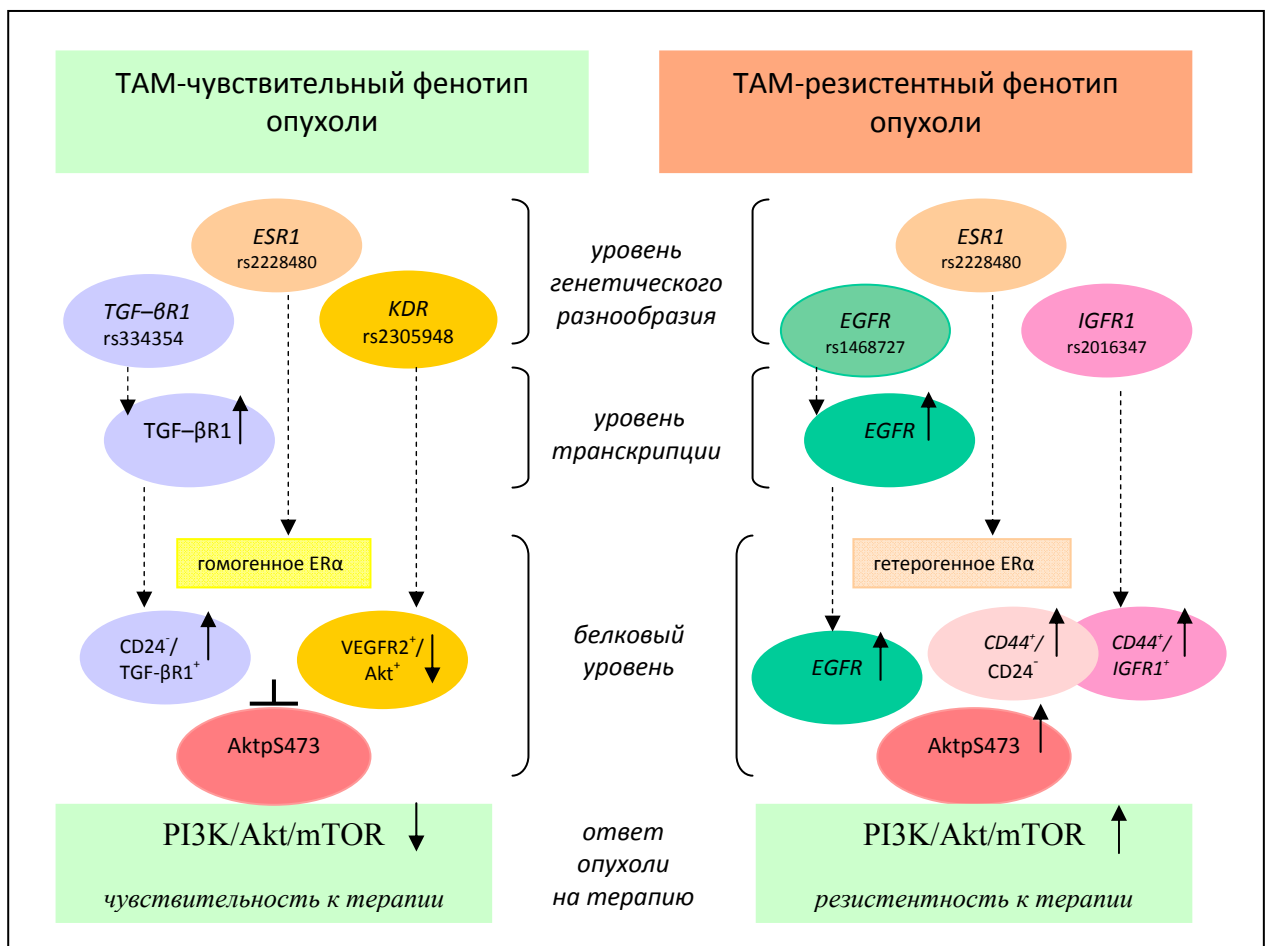 ТАМ-чувствительный фенотип
опухоли
ТАМ-резистентный фенотип
опухоли
ESR1
rs2228480
TGF–βR1
rs334354
KDR
rs2305948
уровень
генетического
разнообразия
ESR1
rs2228480
EGFR
rs1468727
IGFR1
rs2016347
TGF–βR1
уровень
транскрипции
EGFR
гомогенное ERα
гетерогенное ERα
CD24⁻/
TGF-βR1⁺
VEGFR2⁺/
Akt⁺
белковый
уровень
EGFR
CD44⁺/
CD24⁻
CD44⁺/
IGFR1⁺
AktpS473
AktpS473
PI3K/Akt/mTOR
чувствительность к терапии
ответ
опухоли
на терапию
PI3K/Akt/mTOR
резистентность к терапии